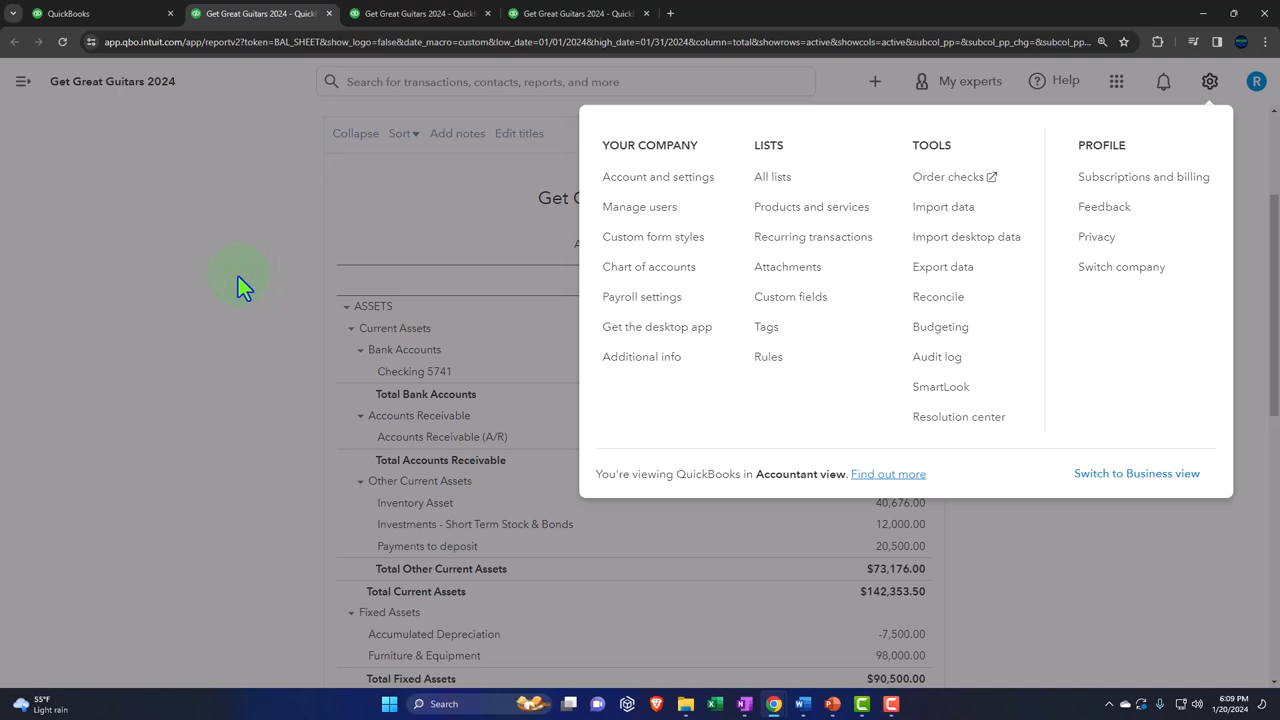 QuickBooks
Get Great Guitars 2024 - QuickB
Get Great Guitars 2024 - QuickB
Get Great Guitars 2024 - QuickB
app.qbo.intuit.com/app/reportv2?token=BAL_SHEET&show_logo=false&date_macro=custom&low_date=01/01/2024&high_date=01/31/2024&column=total&showrows=active&showcols=active&subcol_pp=&subcol_pp_chg=&subcol_pp...
Get Great Guitars 2024
Search for transactions, contacts, reports, and more
My experts
Help
R
Collapse Sort Add notes Edit titles
Get G
A
YOUR COMPANY
Account and settings
Manage users
Custom form styles
Chart of accounts
Payroll settings
Get the desktop app
Additional info
LISTS
All lists
Products and services
Recurring transactions
Attachments
Custom fields
Tags
Rules
TOOLS
Order checks
Import data
Import desktop data
Export data
Reconcile
Budgeting
Audit log
SmartLook
Resolution center
PROFILE
Subscriptions and billing
Feedback
Privacy
Switch company
You're viewing QuickBooks in Accountant view. Find out more
Switch to Business view
ASSETS
Current Assets
Bank Accounts
Checking 5741
Total Bank Accounts
Accounts Receivable
Accounts Receivable (A/R)
Total Accounts Receivable
Other Current Assets
Inventory Asset 40,676.00
Investments - Short Term Stock & Bonds 12,000.00
Payments to deposit 20,500.00
Total Other Current Assets $73,176.00
Total Current Assets $142,353.50
Fixed Assets
Accumulated Depreciation -7,500.00
Furniture & Equipment 98,000.00
Total Fixed Assets $90,500.00
55°F
Light rain
Search
6:09 PM
1/20/2024